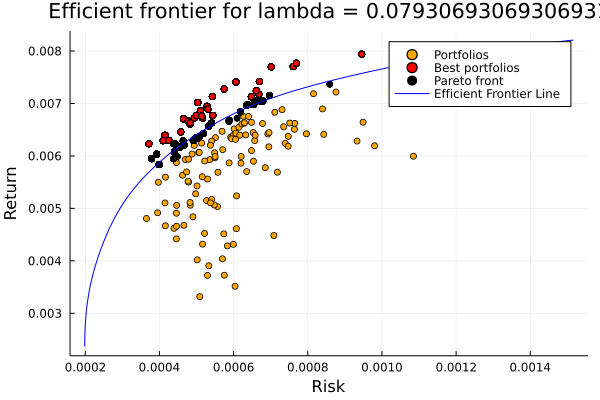 Efficient frontier for lambda = 0.0793069306930693
Portfolios
Best portfolios
Pareto front
Efficient Frontier Line
Return
0.008
0.007
0.006
0.005
0.004
0.003
0.0002 0.0004 0.0006 0.0008 0.0010 0.0012 0.0014
Risk